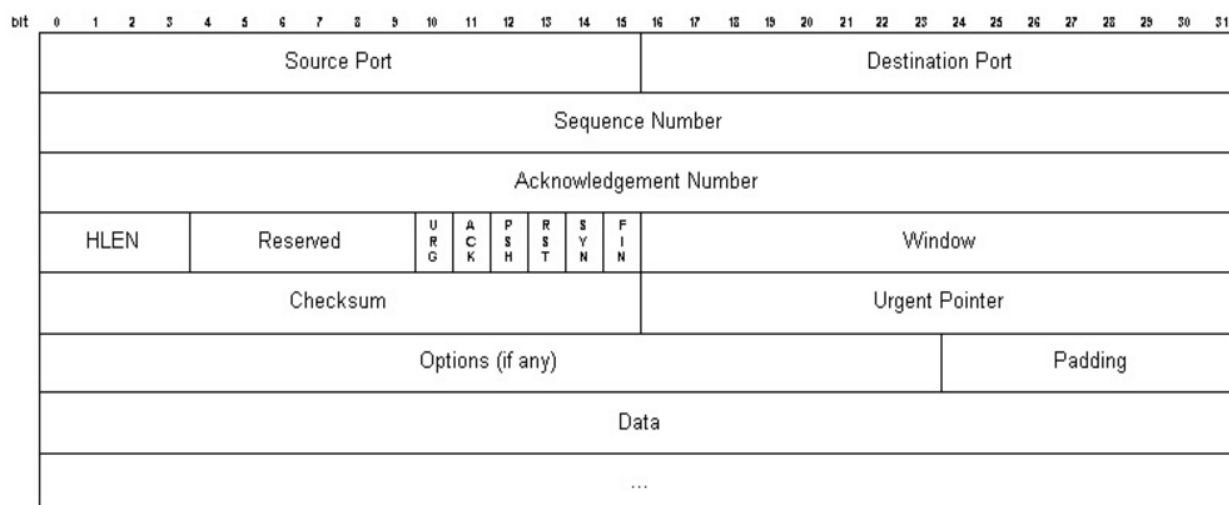 bit 0 1 2 3 4 5 6 7 8 9 10 11 12 13 14 15 16 17 18 19 20 21 22 23 24 25 26 27 28 29 30 31
Source Port Destination Port
Sequence Number
Acknowledgement Number
HLEN Reserved URG ACK PSH RST SYN FIN Window
Checksum Urgent Pointer
Options (if any) Padding
Data
...